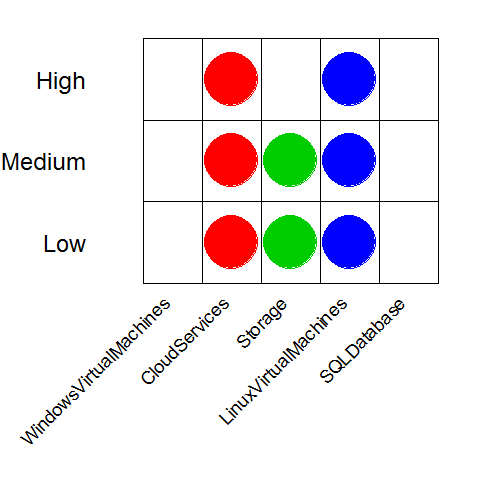 High
Medium
Low
WindowsVirtualMachines
CloudServices
Storage
LinuxVirtualMachines
SQLDatabase